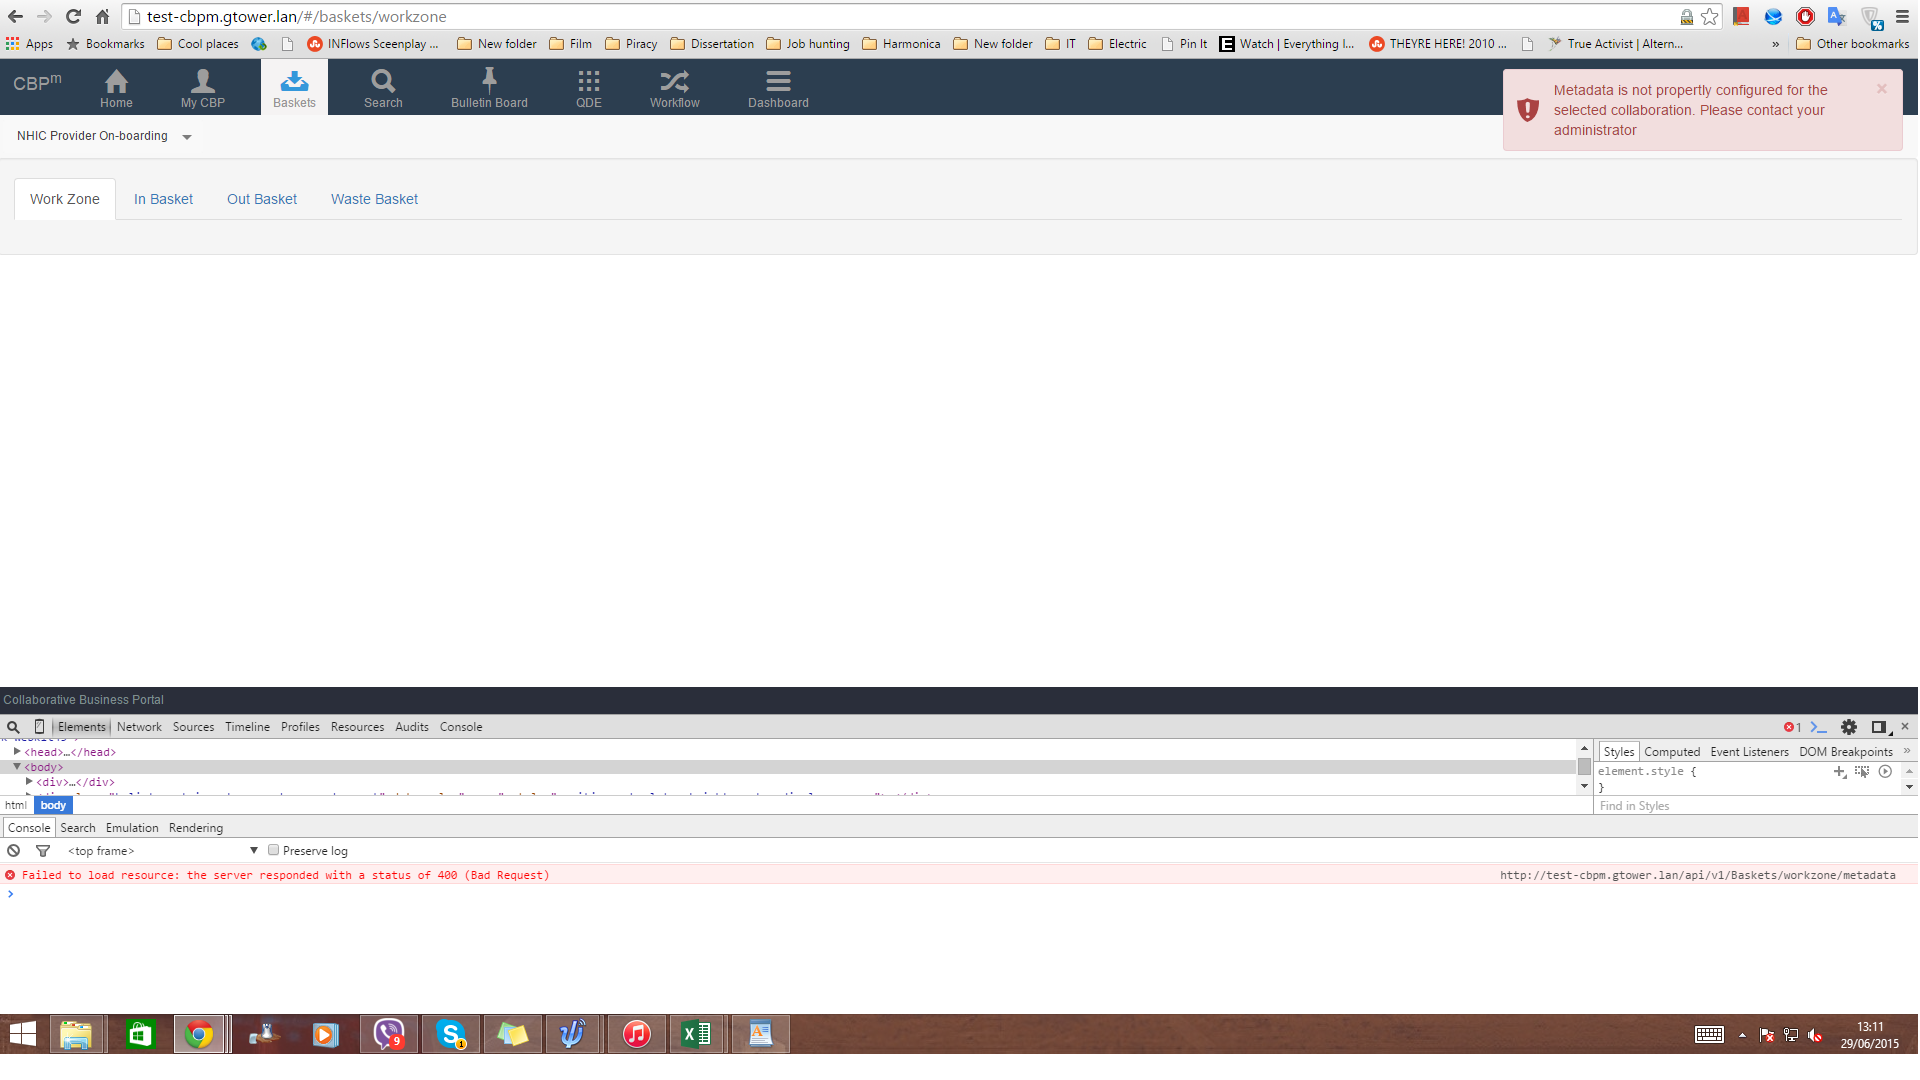 test-cbpm.gtower.lan/#/baskets/workzone
Apps Bookmarks Cool places INFlows Sceenplay ... New folder Film Piracy Dissertation Job hunting Harmonica New folder IT Electric Pin It Watch | Everything I... THEYRE HERE! 2010 ... True Activist | Altern... » Other bookmarks
CBPm
Home My CBP Baskets Search Bulletin Board QDE Workflow Dashboard
Metadata is not propertly configured for the
selected collaboration. Please contact your
administrator
×
NHIC Provider On-boarding
Work Zone In Basket Out Basket Waste Basket
Collaborative Business Portal
Elements Network Sources Timeline Profiles Resources Audits Console 1
<head>…</head>
<body>
<div>…</div>
html body
Styles Computed Event Listeners DOM Breakpoints »
element.style {
}
Find in Styles
Console Search Emulation Rendering
<top frame> Preserve log
Failed to load resource: the server responded with a status of 400 (Bad Request) http://test-cbpm.gtower.lan/api/v1/Baskets/workzone/metadata
9 1
13:11
29/06/2015